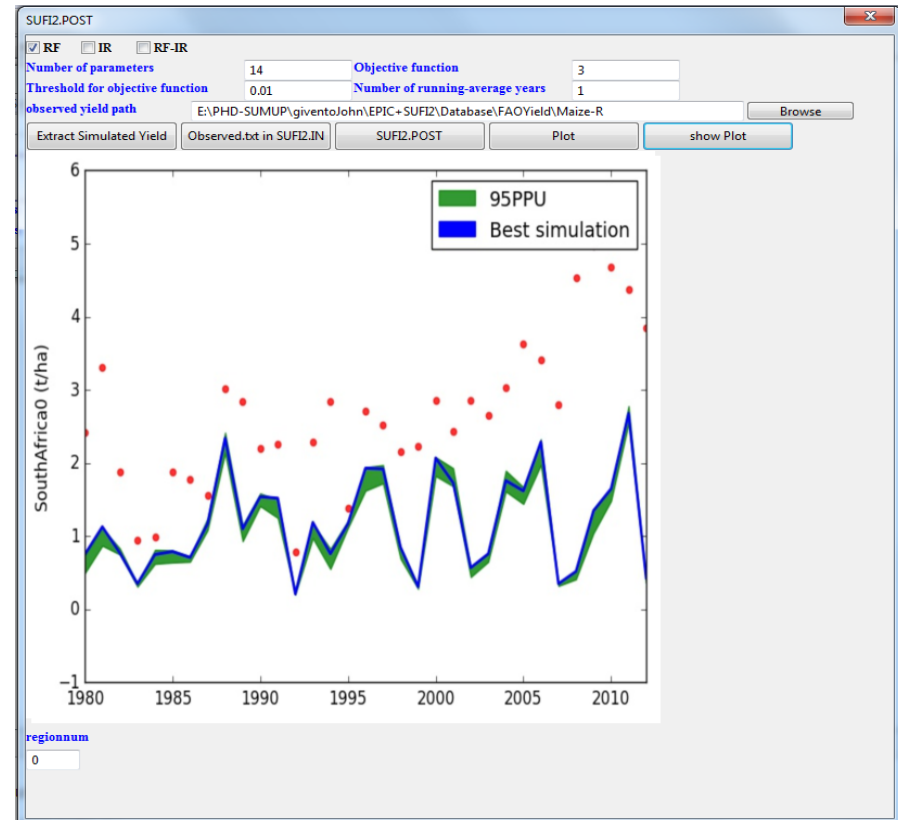 SUFI2.POST
RF IR RF-IR
Number of parameters 14 Objective function 3
Threshold for objective function 0.01 Number of running-average years 1
observed yield path E:\PHD-SUMUP\giventoJohn\EPIC+SUFI2\Database\FAOYield\Maize-R Browse
Extract Simulated Yield Observed.txt in SUFI2.IN SUFI2.POST Plot show Plot
95PPU
Best simulation
6
5
4
3
2
1
0
-1
SouthAfrica0 (t/ha)
1980 1985 1990 1995 2000 2005 2010
regionnum
0